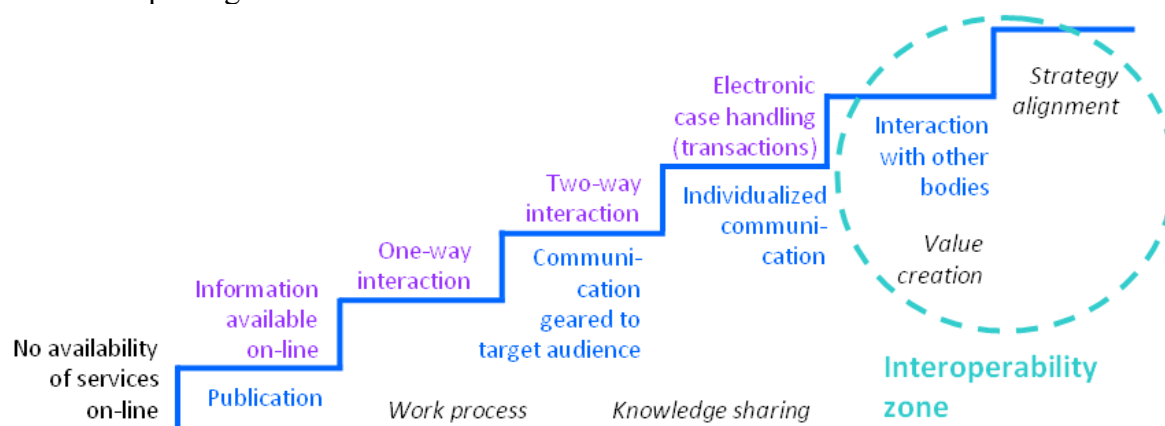 Strategy
alignment
Electronic
case handling
(transactions)
Interaction
with other
bodies
Two-way
interaction
Individualized
communi-
cation
Value
creation
One-way
interaction
Communi-
cation
geared to
target audience
Information
available
on-line
No availability
of services
on-line
Publication
Work process
Knowledge sharing
Interoperability
zone